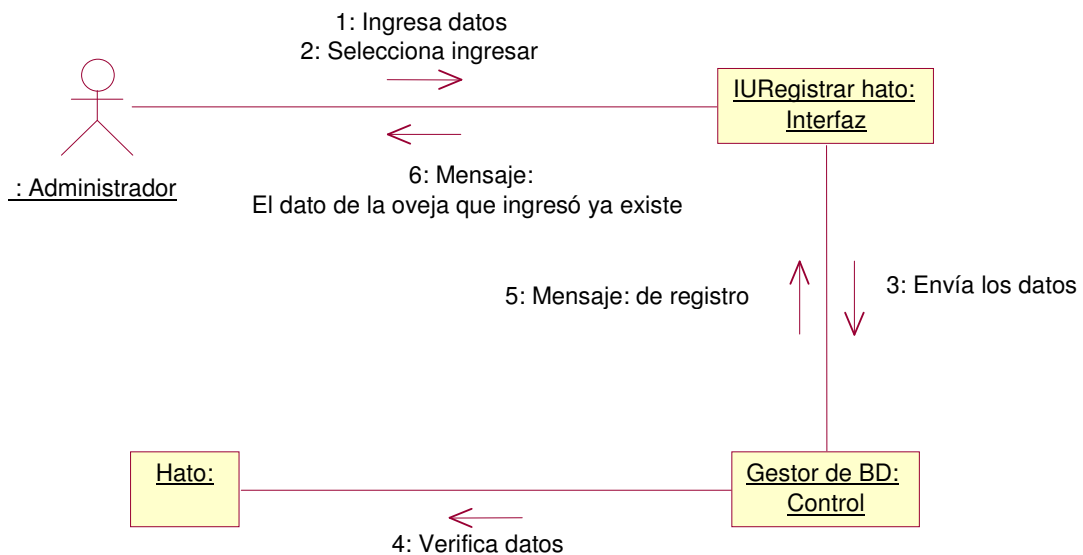 1: Ingresa datos
2: Selecciona ingresar
IURegistrar hato:
Interfaz
: Administrador
6: Mensaje:
El dato de la oveja que ingresó ya existe
5: Mensaje: de registro
3: Envía los datos
Hato:
Gestor de BD:
Control
4: Verifica datos